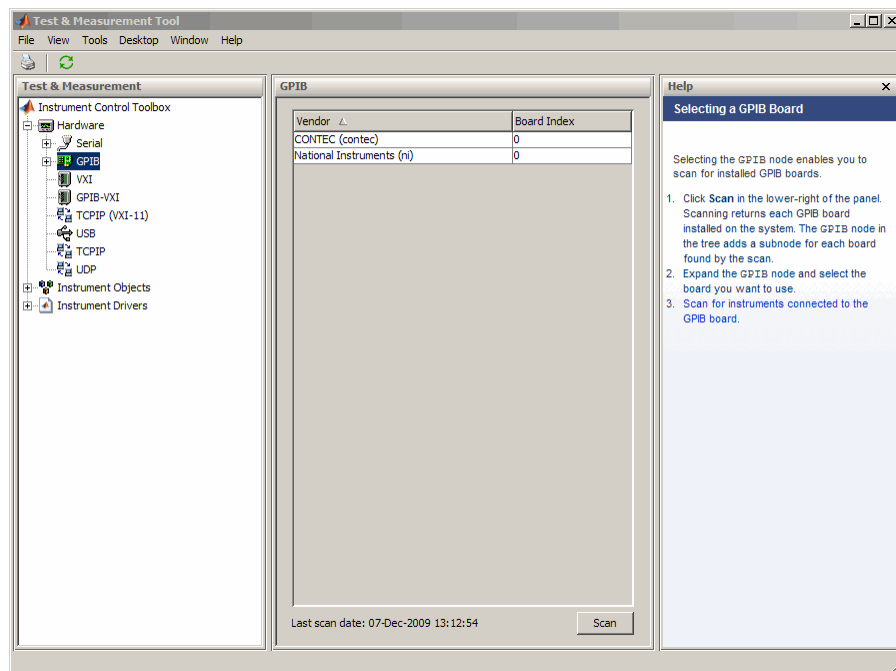 Test & Measurement Tool
File View Tools Desktop Window Help
Test & Measurement
Instrument Control Toolbox
Hardware
Serial
GPIB
VXI
GPIB-VXI
TCPIP (VXI-11)
USB
TCPIP
UDP
Instrument Objects
Instrument Drivers
GPIB
Vendor Board Index
CONTEC (contec) 0
National Instruments (ni) 0
Last scan date: 07-Dec-2009 13:12:54
Scan
Help
Selecting a GPIB Board
Selecting the GPIB node enables you to
scan for installed GPIB boards.
1. Click Scan in the lower-right of the panel.
Scanning returns each GPIB board
installed on the system. The GPIB node in
the tree adds a subnode for each board
found by the scan.
2. Expand the GPIB node and select the
board you want to use.
3. Scan for instruments connected to the
GPIB board.